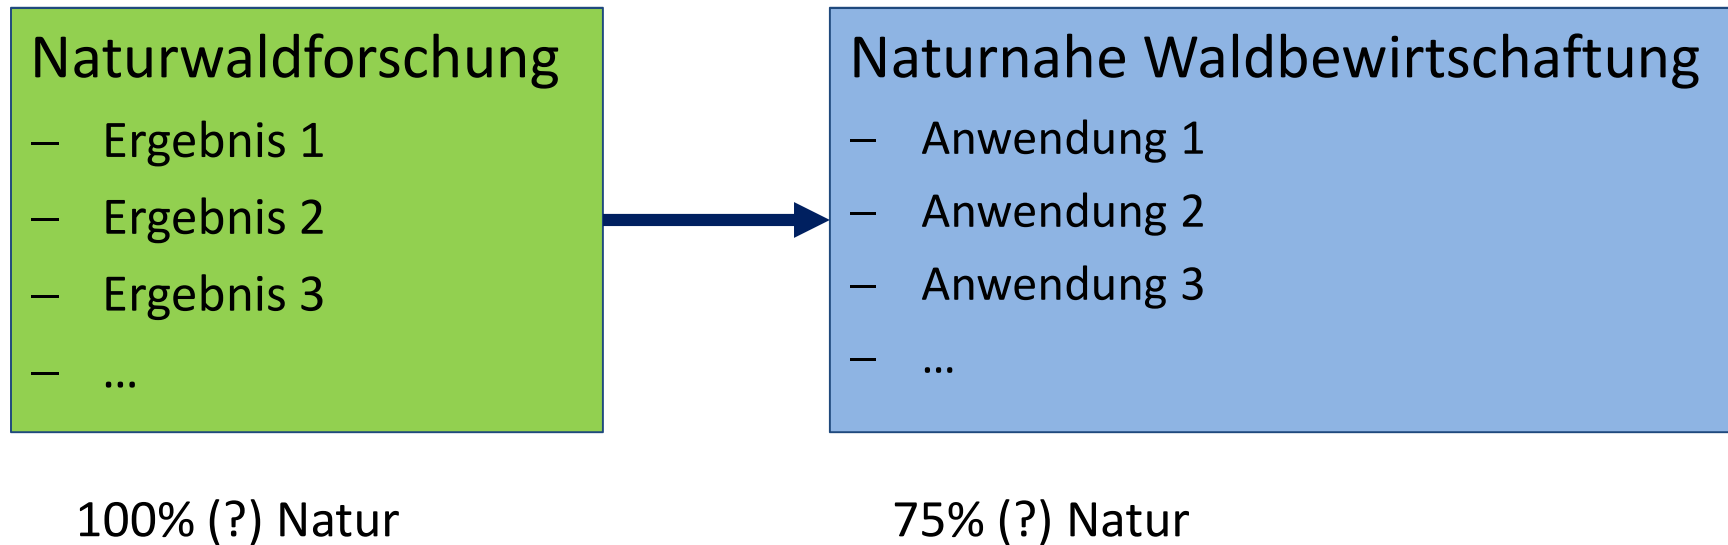 Naturwaldforschung
– Ergebnis 1
– Ergebnis 2
– Ergebnis 3
– ...
100% (?) Natur
Naturnahe Waldbewirtschaftung
– Anwendung 1
– Anwendung 2
– Anwendung 3
– ...
75% (?) Natur